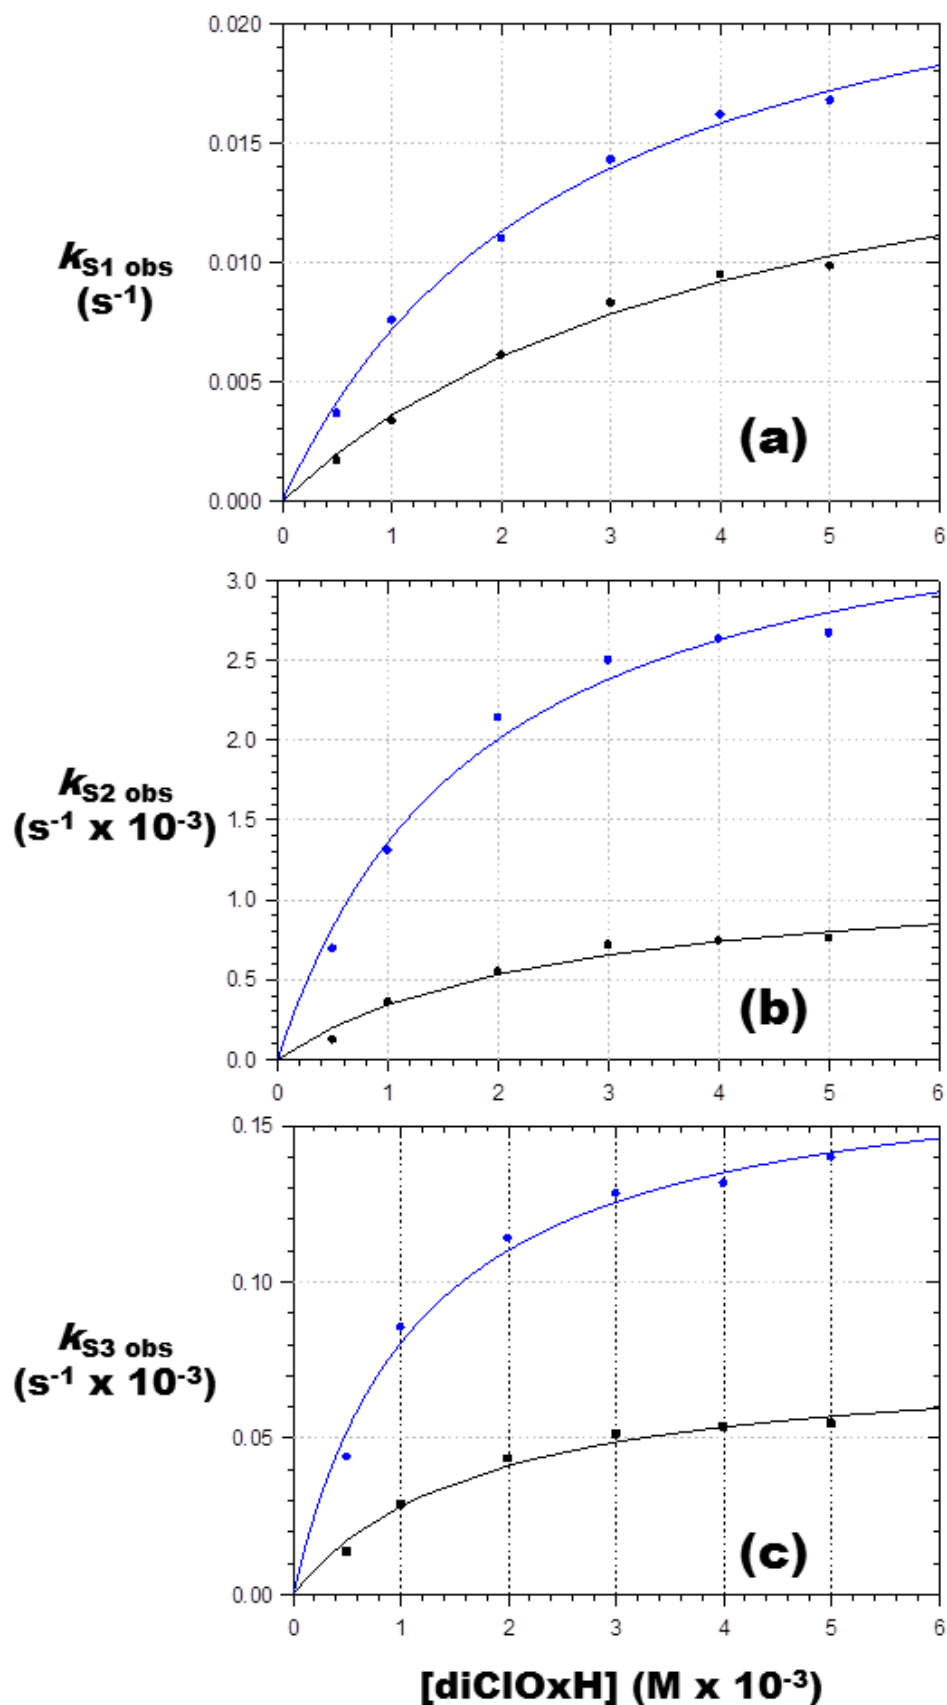 0.020
0.015
0.010
0.005
0.000
k S1 obs
(s-1)
(a)
0 1 2 3 4 5 6
3.0
2.5
2.0
1.5
1.0
0.5
0.0
k S2 obs
(s-1 x 10-3)
(b)
0 1 2 3 4 5 6
0.15
0.10
0.05
0.00
k S3 obs
(s-1 x 10-3)
(c)
0 1 2 3 4 5 6
[diClOxH] (M x 10-3)